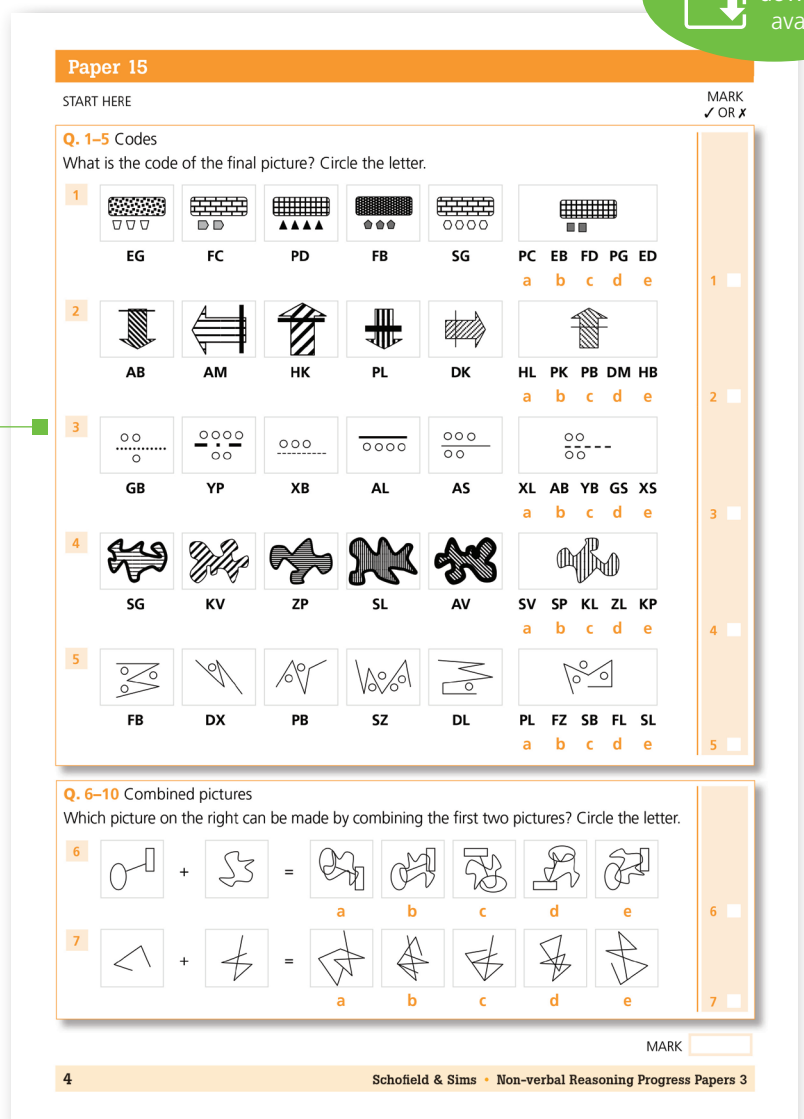 ava
Paper 15
START HERE
MARK
✓ OR ✗
Q. 1–5 Codes
What is the code of the final picture? Circle the letter.
1
EG FC PD FB SG PC EB FD PG ED
a b c d e 1
2
AB AM HK PL DK HL PK PB DM HB
a b c d e 2
3
GB YP XB AL AS XL AB YB GS XS
a b c d e 3
4
SG KV ZP SL AV SV SP KL ZL KP
a b c d e 4
5
FB DX PB SZ DL PL FZ SB FL SL
a b c d e 5
Q. 6–10 Combined pictures
Which picture on the right can be made by combining the first two pictures? Circle the letter.
6 + =
a b c d e 6
7 + =
a b c d e 7
MARK
4 Schofield & Sims • Non-verbal Reasoning Progress Papers 3